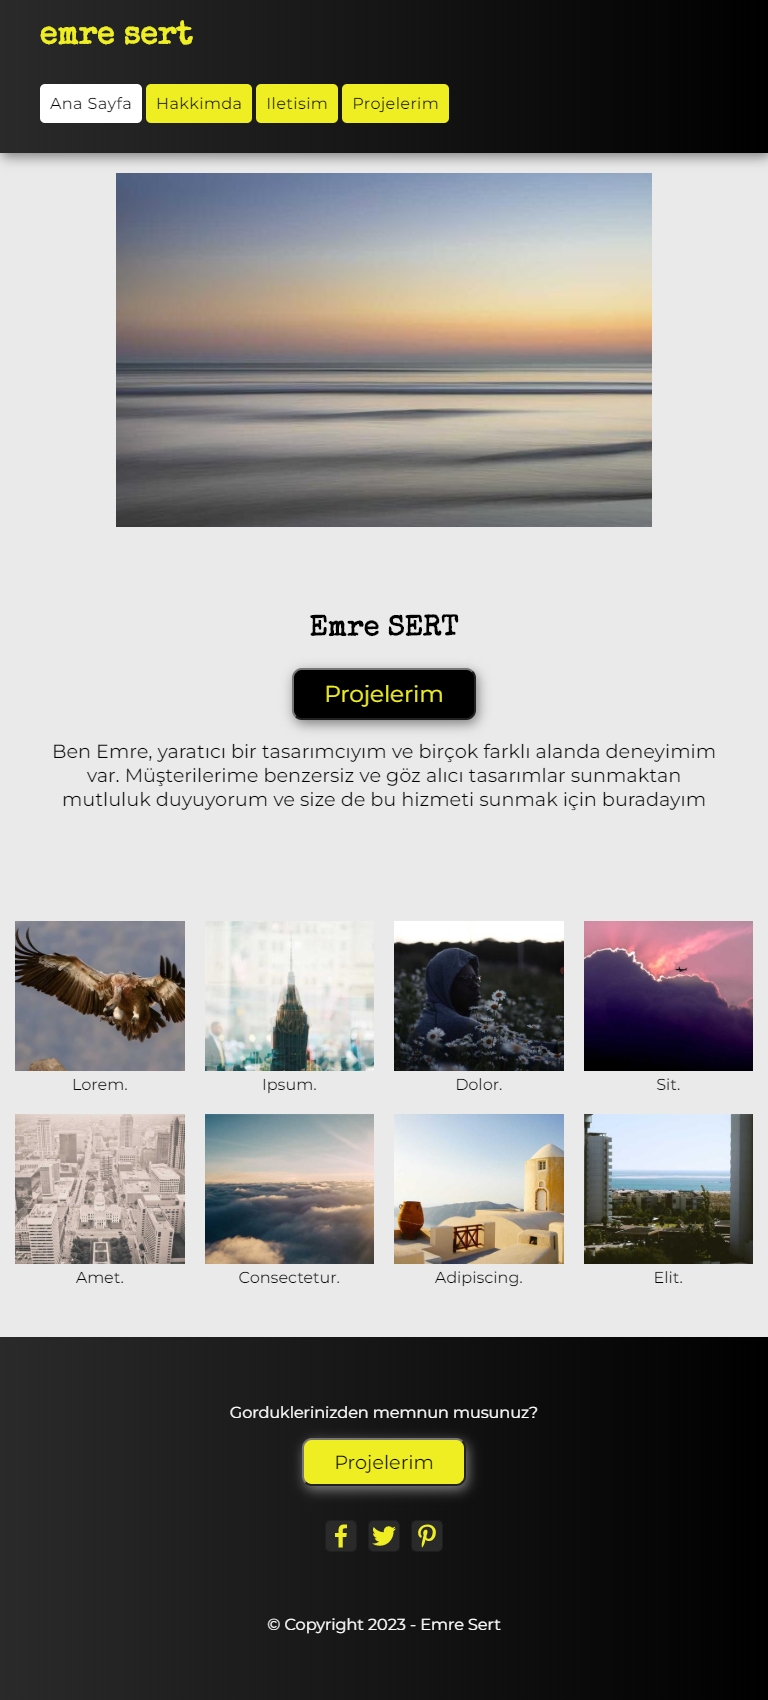 emre sert
Ana Sayfa Hakkimda Iletisim Projelerim
Emre SERT
Projelerim
Ben Emre, yaratıcı bir tasarımcıyım ve birçok farklı alanda deneyimim
var. Müşterilerime benzersiz ve göz alıcı tasarımlar sunmaktan
mutluluk duyuyorum ve size de bu hizmeti sunmak için buradayım
Lorem. Ipsum. Dolor. Sit.
Amet. Consectetur. Adipiscing. Elit.
Gorduklerinizden memnun musunuz?
Projelerim
© Copyright 2023 - Emre Sert